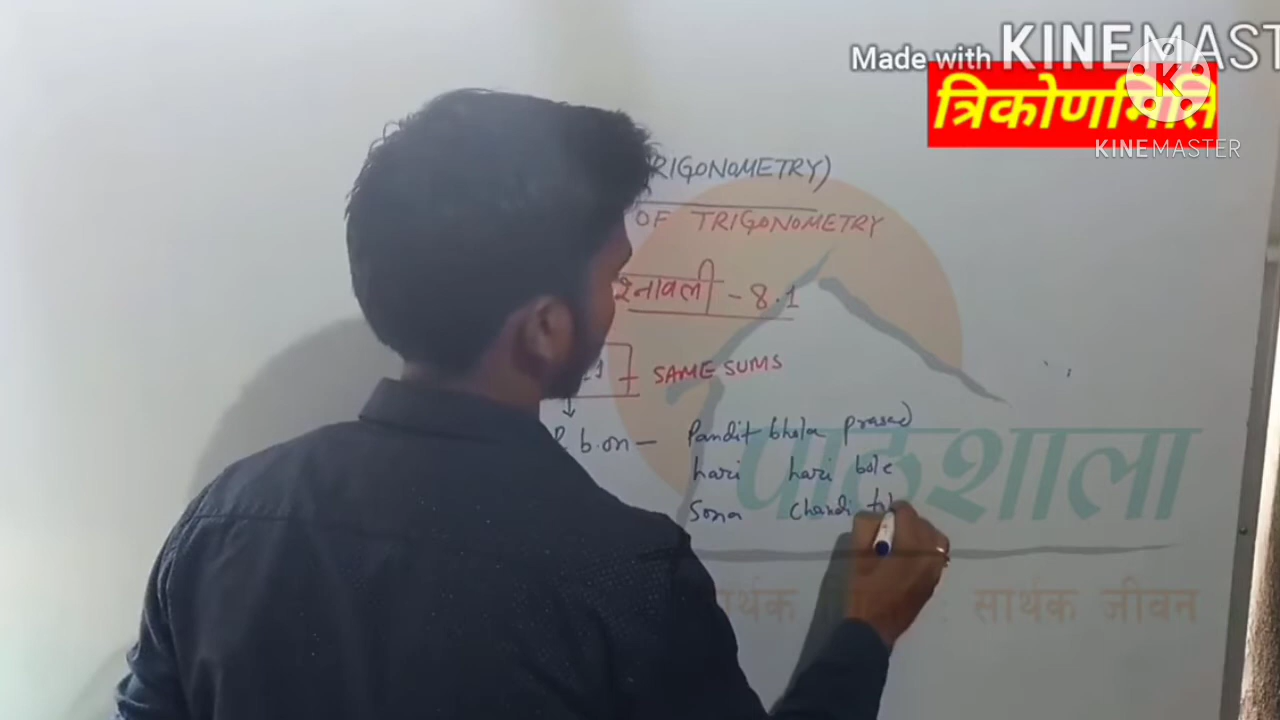 Made with KINEMAST
त्रिकोणमिति
KINEMASTER
RIGONOMETRY)
OF TRIGONOMETRY
श्नावली - 8.1
.1 SAME SUMS
b.on - Pandit bhola prasad
hari hari bole
पाठशाला
Sona Chandi
सार्थक जीवन